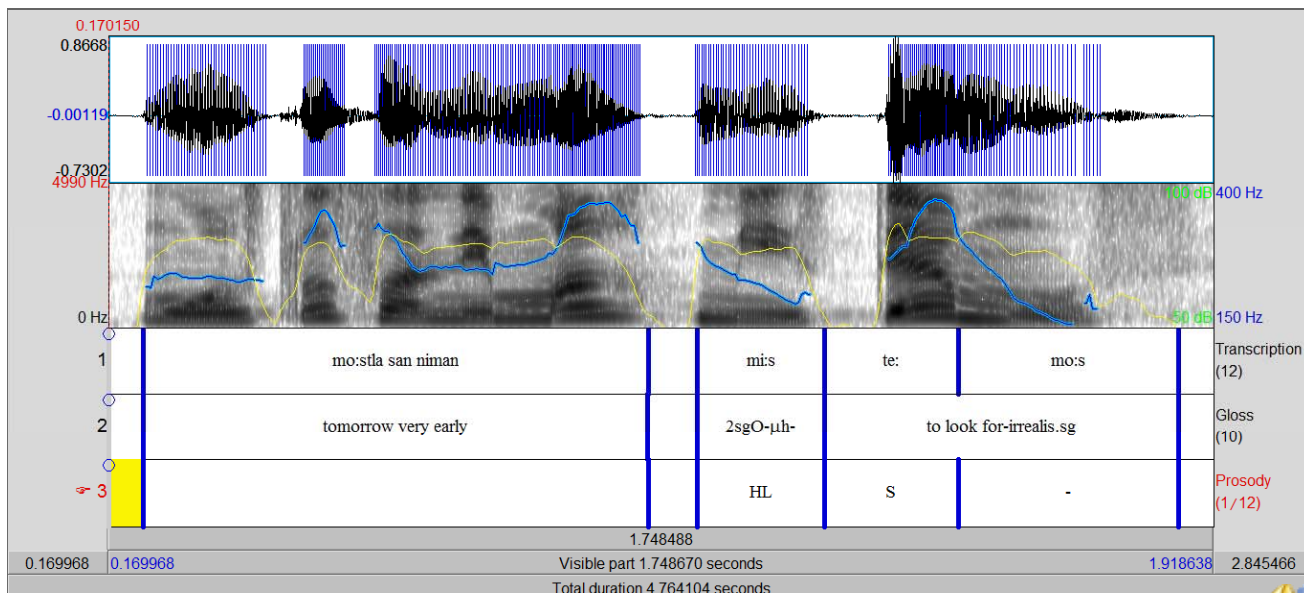 0.170150
0.8668
-0.00119
-0.7302
4990 Hz 100 dB 400 Hz
0 Hz 50 dB 150 Hz
1 mo:stla san niman mi:s te: mo:s Transcription (12)
2 tomorrow very early 2sgO-µh- to look for-irrealis.sg Gloss (10)
☞ 3 HL S - Prosody (1/12)
1.748488
0.169968 0.169968 Visible part 1.748670 seconds 1.918638 2.845466
Total duration 4.764104 seconds